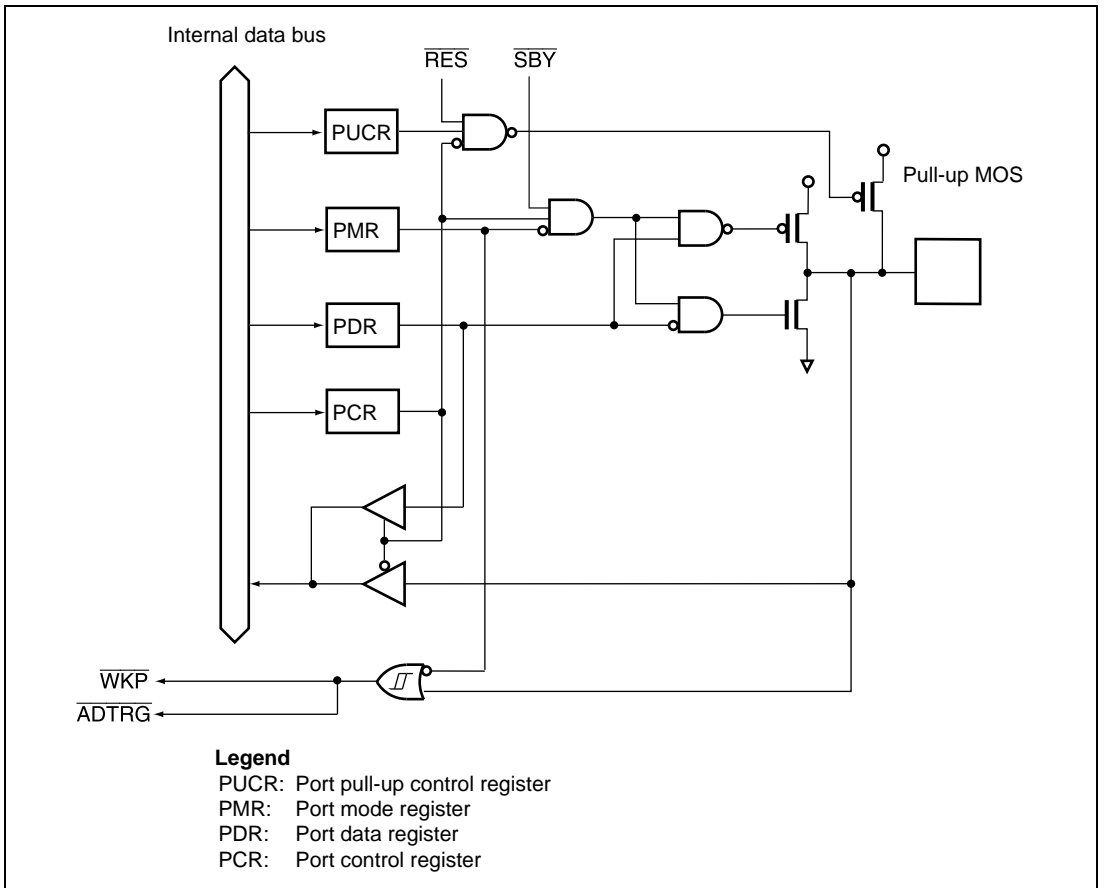 Internal data bus
RES SBY
PUCR
Pull-up MOS
PMR
PDR
PCR
WKP
ADTRG
Legend
PUCR: Port pull-up control register
PMR: Port mode register
PDR: Port data register
PCR: Port control register